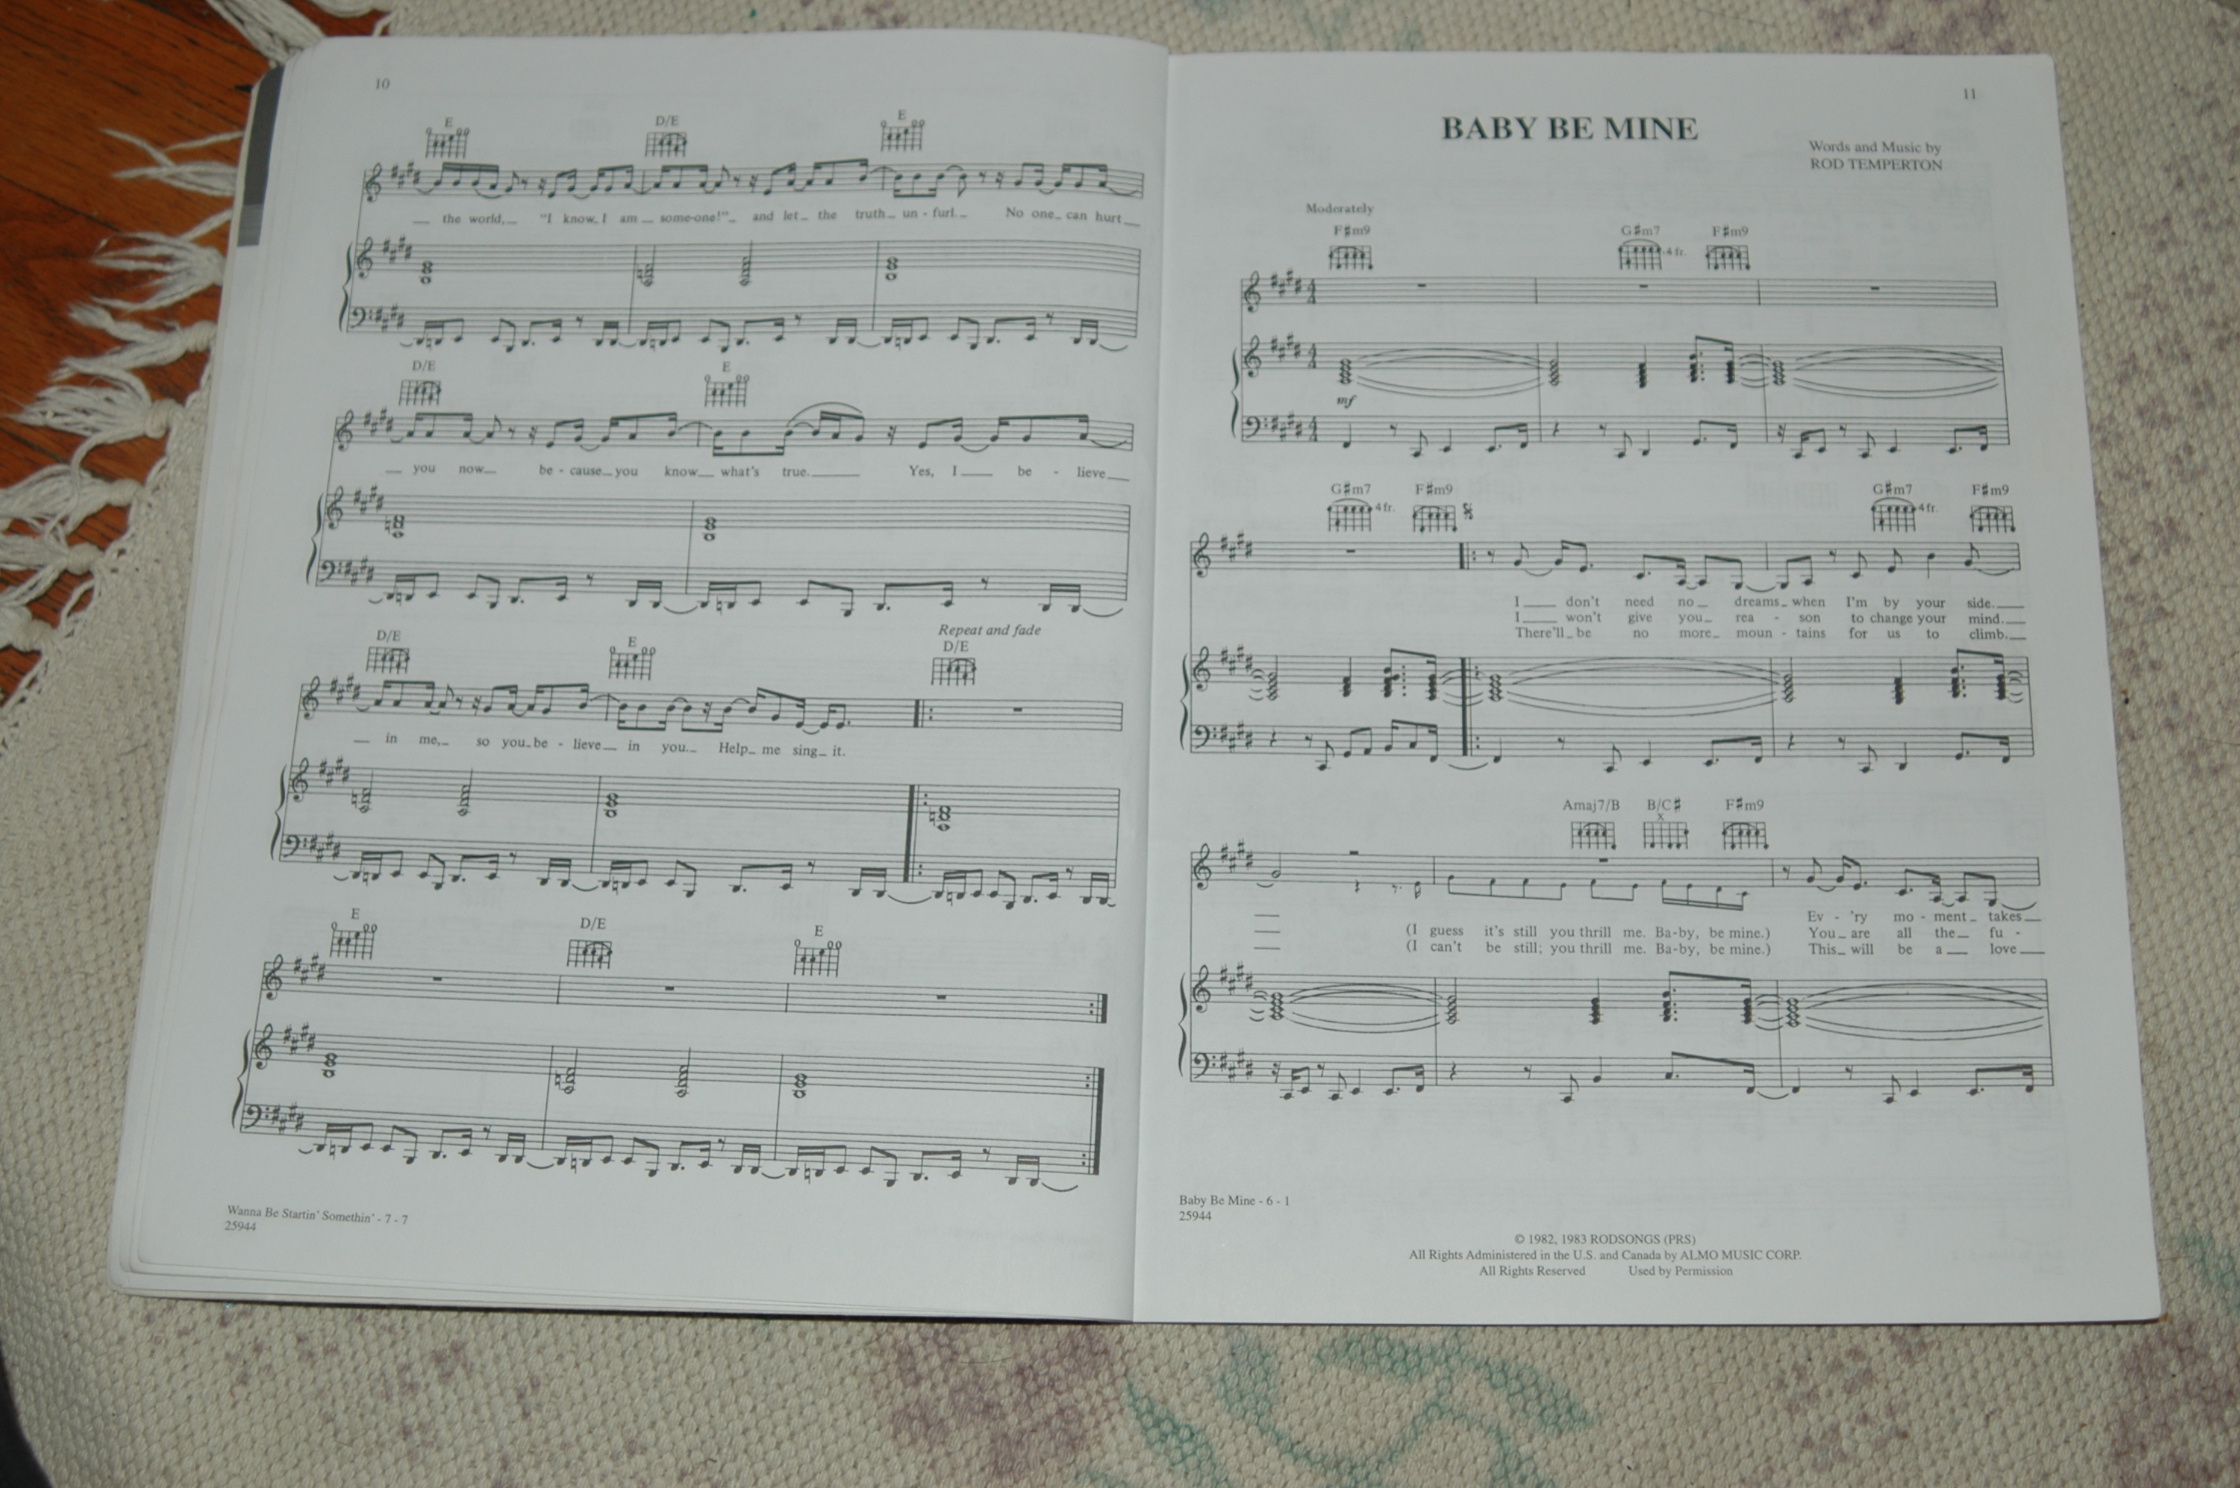 10
E D/E E
the world, "I know I am some-one!" and let the truth un - furl. No one can hurt
D/E E
you now be - cause you know what's true. Yes, I be - lieve
Repeat and fade
D/E E D/E
in me, so you be - lieve in you. Help me sing it.
E D/E E
Wanna Be Startin' Somethin' - 7 - 7
25944
11
BABY BE MINE
Words and Music by
ROD TEMPERTON
Moderately
F#m9 G#m7 4 fr. F#m9
mf
G#m7 4 fr. F#m9 G#m7 4 fr. F#m9
I don't need no dreams when I'm by your side.
I won't give you rea - son to change your mind.
There'll be no more moun - tains for us to climb.
Amaj7/B B/C# F#m9
x
Ev - 'ry mo - ment takes
(I guess it's still you thrill me. Ba-by, be mine.) You are all the fu -
(I can't be still; you thrill me. Ba-by, be mine.) This will be a love
Baby Be Mine - 6 - 1
25944
© 1982, 1983 RODSONGS (PRS)
All Rights Administered in the U.S. and Canada by ALMO MUSIC CORP.
All Rights Reserved Used by Permission